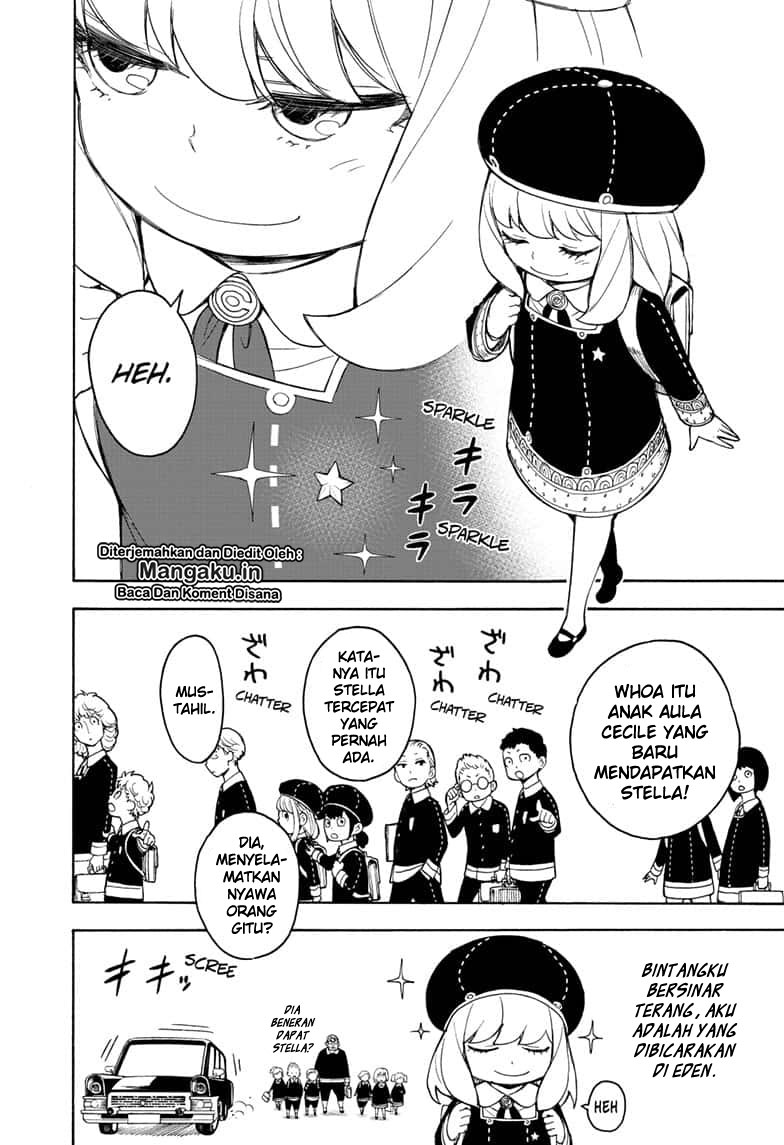 HEH.
SPARKLE
キラ
キラ
SPARKLE
Diterjemahkan dan Diedit Oleh :
Mangaku.in
Baca Dan Koment Disana
WHOA ITU
ANAK AULA
CECILE YANG
BARU
MENDAPATKAN
STELLA!
ざわ
CHATTER
ざわ
CHATTER
KATA-
NYA ITU
STELLA
TERCEPAT
YANG
PERNAH
ADA.
ざわ
CHATTER
MUS-
TAHIL.
DIA,
MENYELA-
MATKAN
NYAWA
ORANG
GITU?
BINTANGKU
BERSINAR
TERANG, AKU
ADALAH YANG
DIBICARAKAN
DI EDEN.
HEH
DIA
BENERAN
DAPAT
STELLA?
キキッ
SCREE